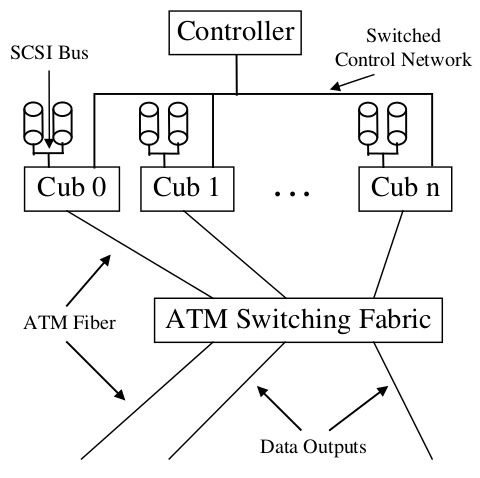 Controller
SCSI Bus
Switched
Control Network
Cub 0
Cub 1
. . .
Cub n
ATM Switching Fabric
ATM Fiber
Data Outputs